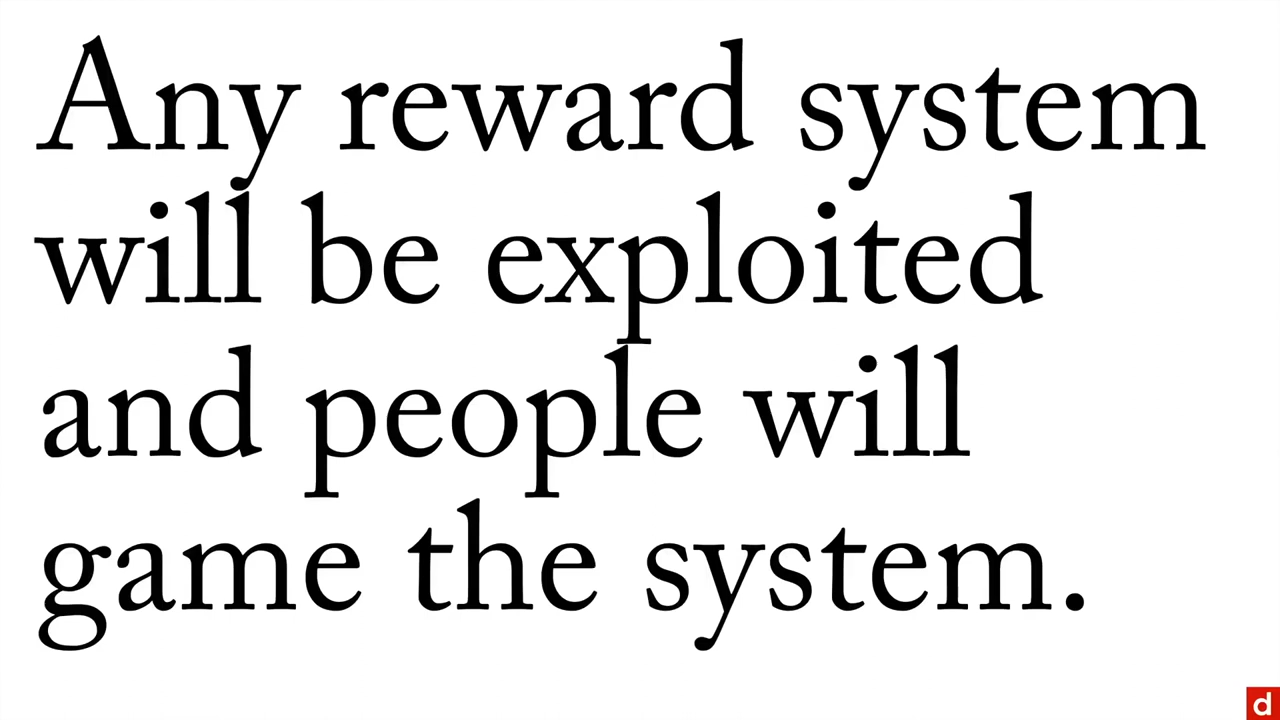 Any reward system
will be exploited
and people will
game the system.
d